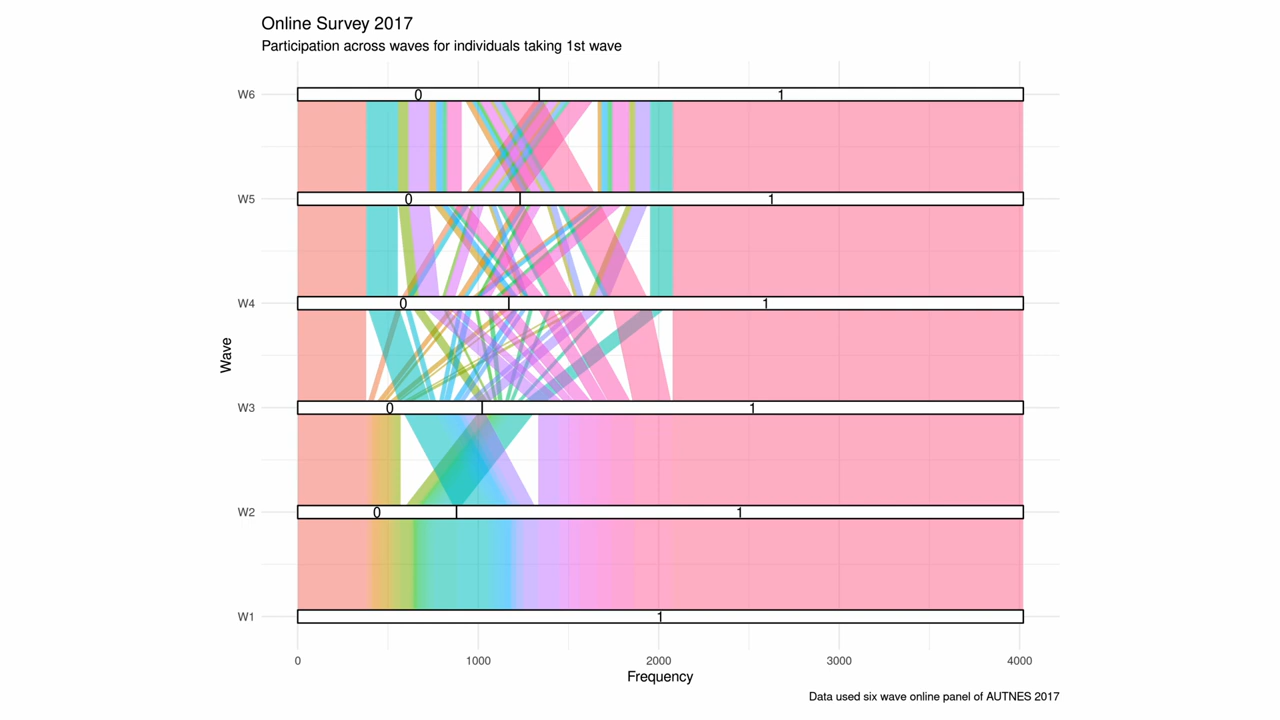 Online Survey 2017
Participation across waves for individuals taking 1st wave
W6
0 1
W5
0 1
W4
0 1
Wave
W3
0 1
W2
0 1
W1
1
0 1000 2000 3000 4000
Frequency
Data used six wave online panel of AUTNES 2017